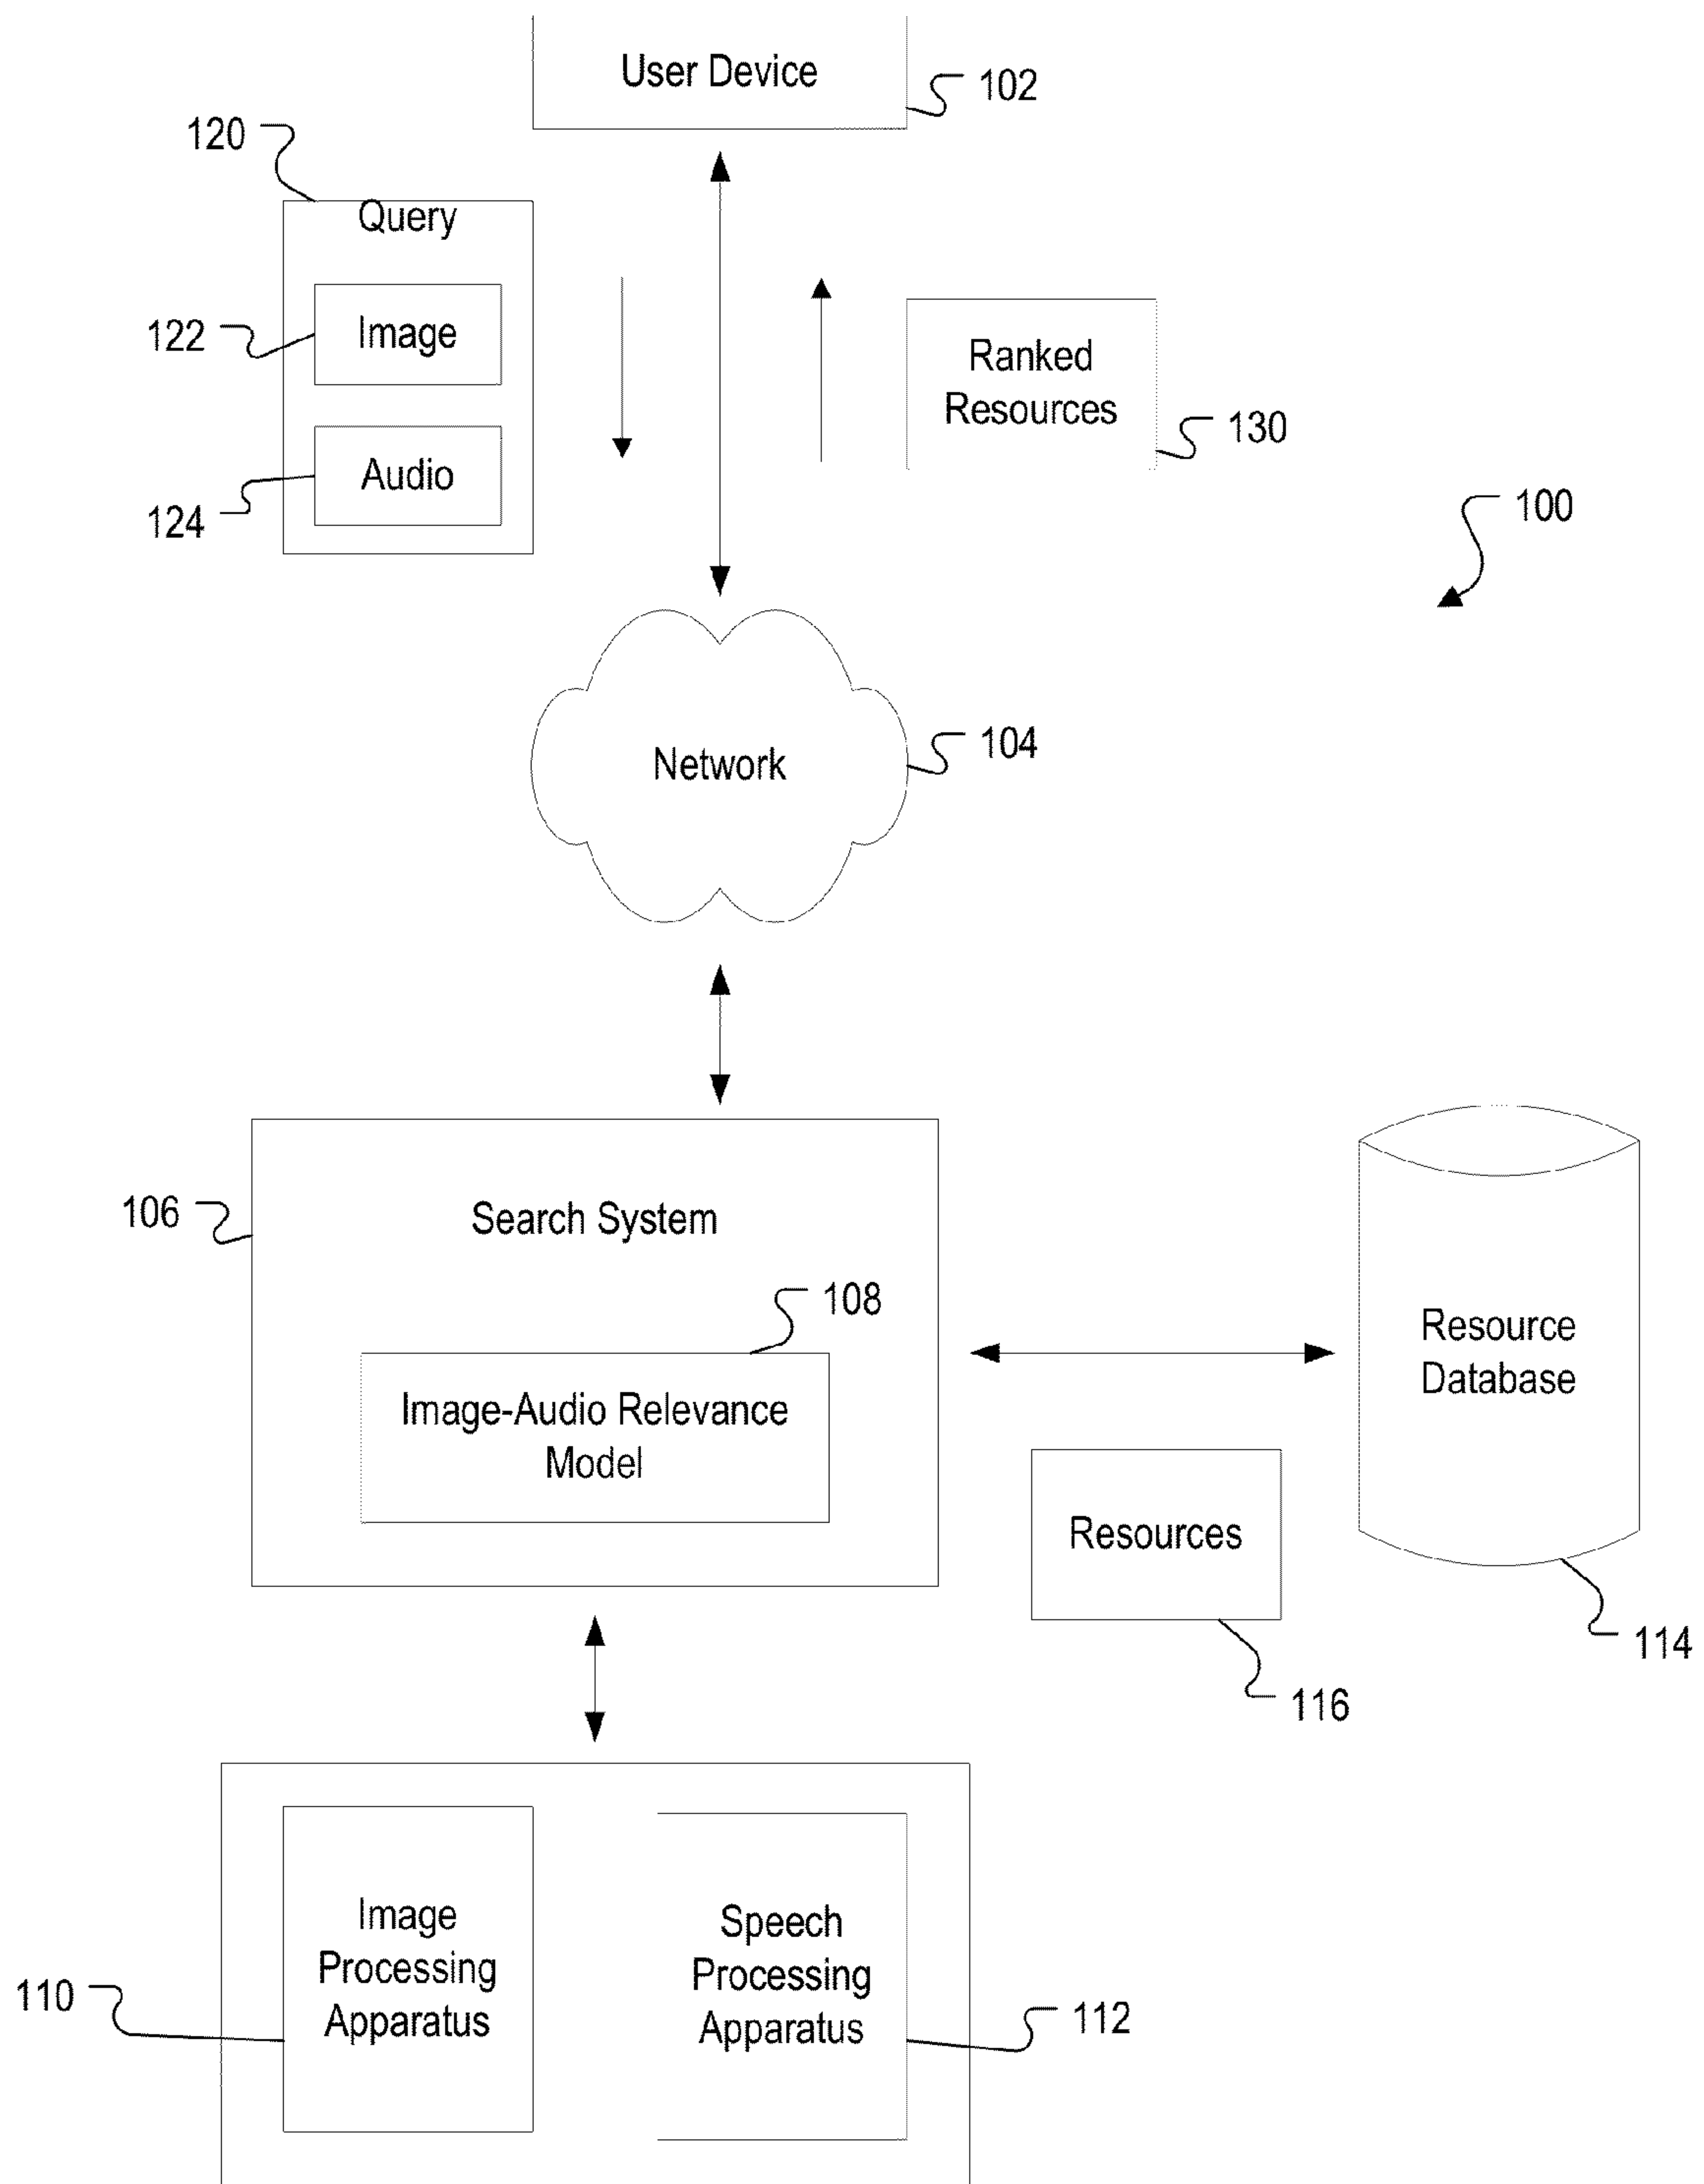 User Device
102
120
Query
122
Image
Ranked
Resources
130
Audio
124
100
Network
104
106
Search System
108
Image-Audio Relevance
Model
Resource
Database
Resources
114
116
Image
Processing
Apparatus
Speech
Processing
Apparatus
110
112